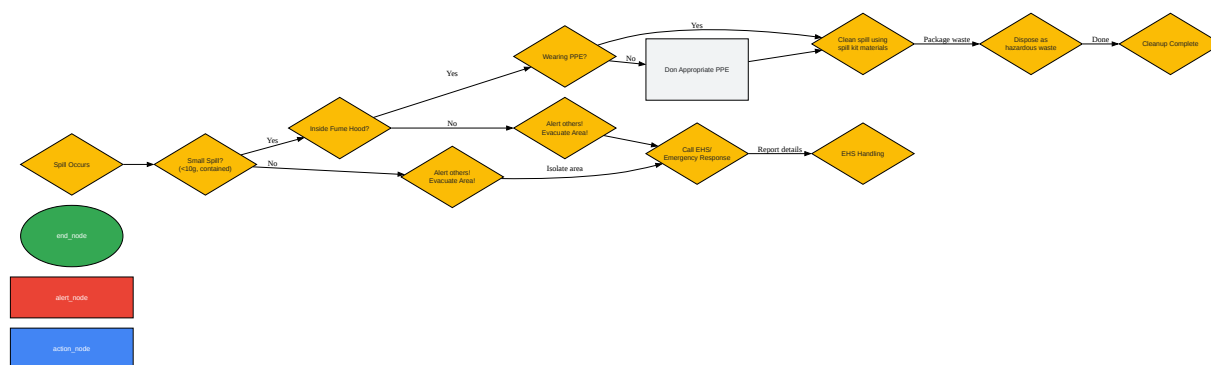 Yes
Clean spill using
spill kit materials
Package waste
Dispose as
hazardous waste
Done
Cleanup Complete
Wearing PPE?
No
Don Appropriate PPE
Yes
Inside Fume Hood?
No
Alert others!
Evacuate Area!
Yes
Small Spill?
(<10g, contained)
Spill Occurs
No
Alert others!
Evacuate Area!
Isolate area
Call EHS/
Emergency Response
Report details
EHS Handling
end_node
alert_node
action_node